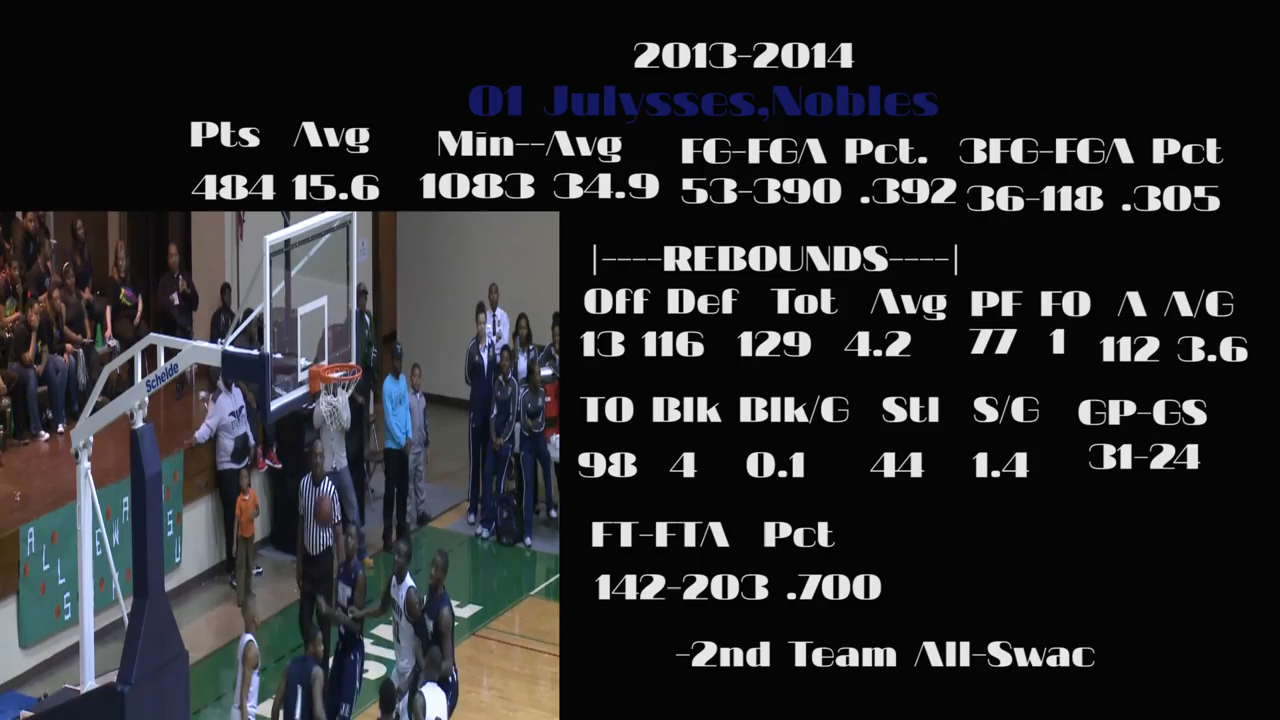 2013-2014
01 Julysses,Nobles
Pts Avg Min--Avg FG-FGA Pct. 3FG-FGA Pct
484 15.6 1083 34.9 53-390 .392 36-118 .305
|----REBOUNDS----|
Off Def Tot Avg PF FO A A/G
13 116 129 4.2 77 1 112 3.6
TO Blk Blk/G Stl S/G GP-GS
98 4 0.1 44 1.4 31-24
FT-FTA Pct
142-203 .700
-2nd Team All-Swac
Schelde